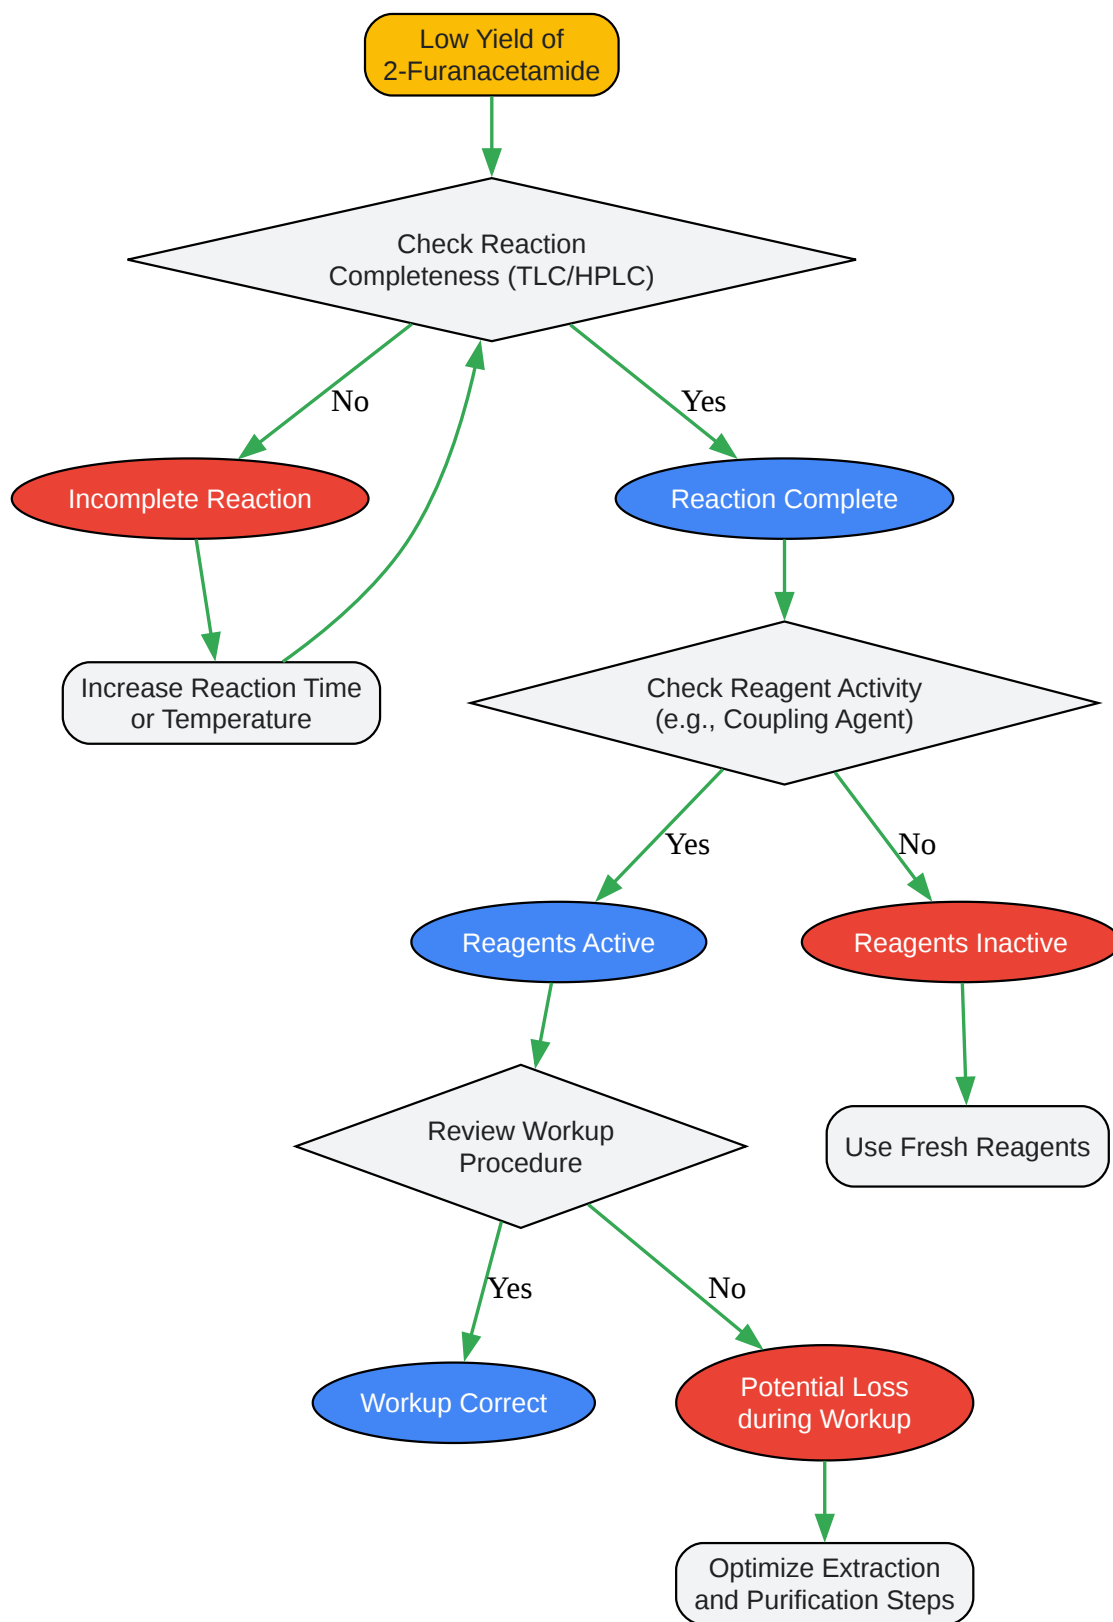 Low Yield of
2-Furanacetamide
Check Reaction
Completeness (TLC/HPLC)
No
Yes
Incomplete Reaction
Reaction Complete
Increase Reaction Time
or Temperature
Check Reagent Activity
(e.g., Coupling Agent)
Yes
No
Reagents Active
Reagents Inactive
Review Workup
Procedure
Use Fresh Reagents
Yes
No
Workup Correct
Potential Loss
during Workup
Optimize Extraction
and Purification Steps